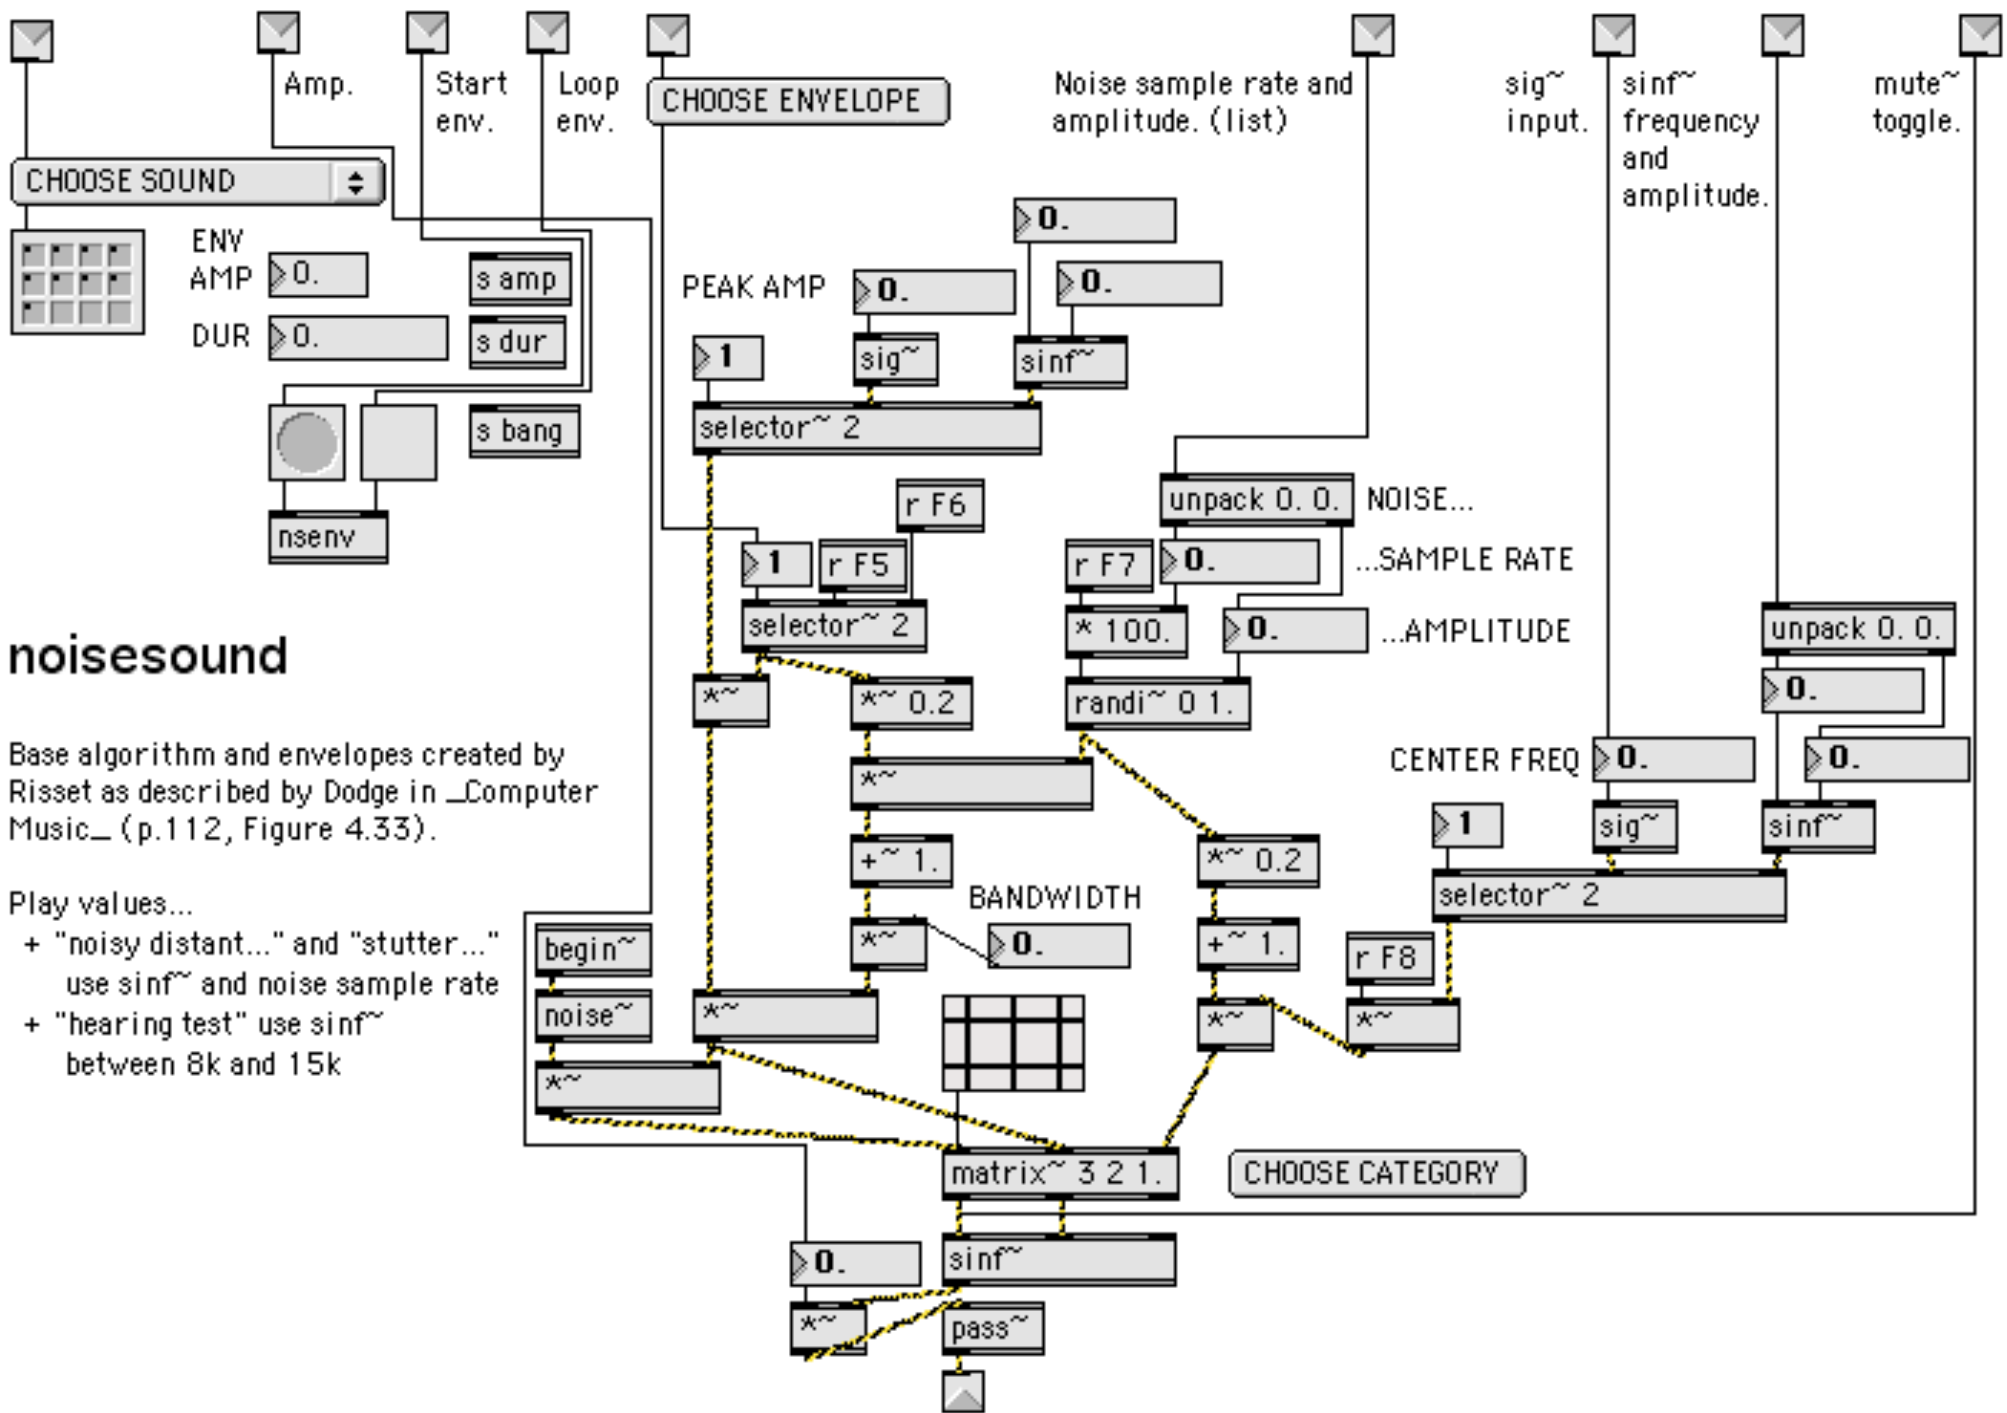 Amp.
Start
env.
Loop
env.
CHOOSE ENVELOPE
Noise sample rate and
amplitude. (list)
sig~
input.
sinf~
frequency
and
amplitude.
mute~
toggle.
CHOOSE SOUND
ENV
AMP
0.
s amp
DUR
0.
s dur
s bang
nsenv
PEAK AMP
0.
0.
0.
1
sig~
sinf~
selector~ 2
r F6
unpack 0. 0.
NOISE...
1
r F5
r F7
0.
...SAMPLE RATE
selector~ 2
* 100.
0.
...AMPLITUDE
unpack 0. 0.
noisesound
*~
*~ 0.2
randi~ 0 1.
0.
Base algorithm and envelopes created by
Risset as described by Dodge in _Computer
Music_ (p.112, Figure 4.33).
*~
CENTER FREQ
0.
0.
+~ 1.
*~ 0.2
1
sig~
sinf~
selector~ 2
Play values...
+ "noisy distant..." and "stutter..."
use sinf~ and noise sample rate
+ "hearing test" use sinf~
between 8k and 15k
BANDWIDTH
begin~
*~
0.
+~ 1.
r F8
noise~
*~
*~
*~
*~
matrix~ 3 2 1.
CHOOSE CATEGORY
0.
sinf~
*~
pass~